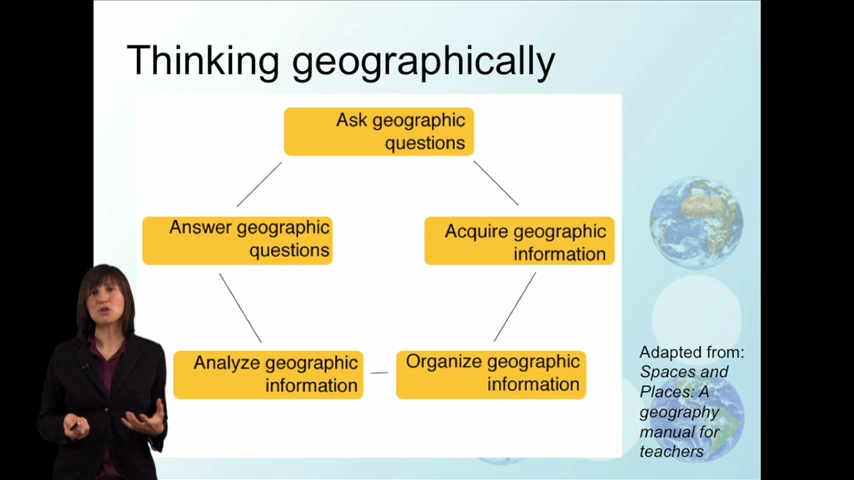 Thinking geographically
Ask geographic
questions
Answer geographic
questions
Acquire geographic
information
Analyze geographic
information
Organize geographic
information
Adapted from:
Spaces and
Places: A
geography
manual for
teachers